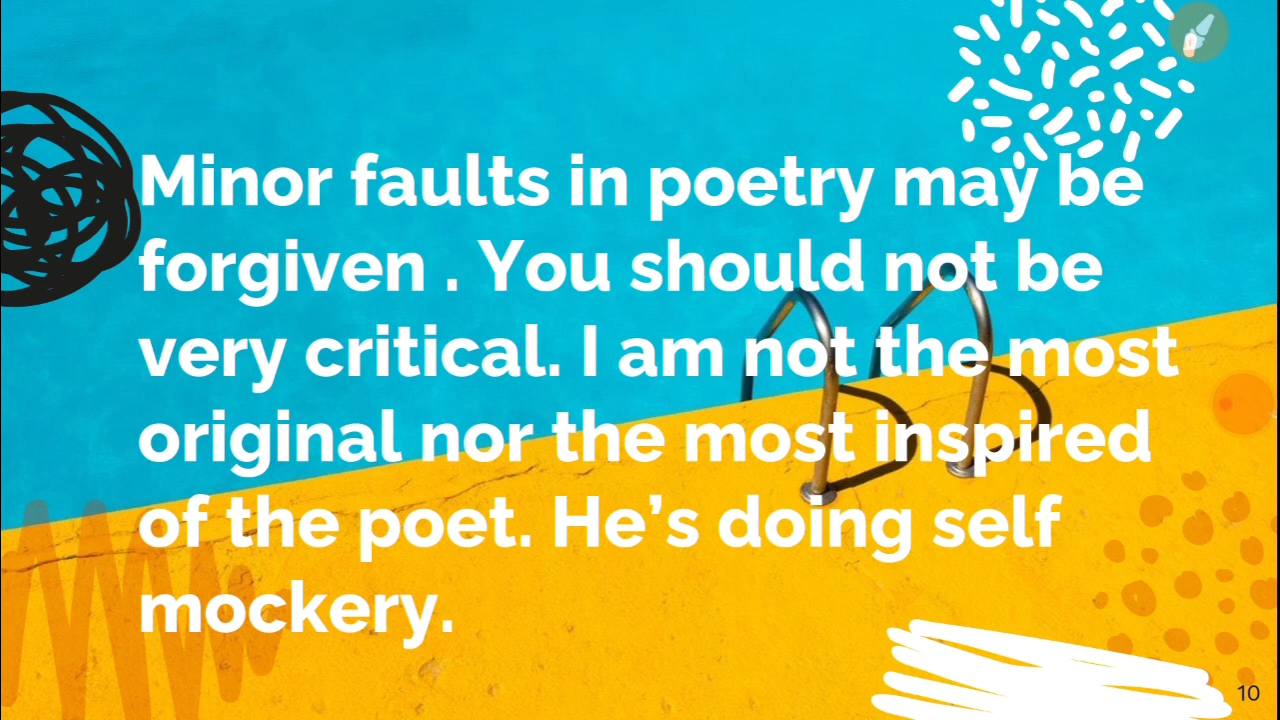 Minor faults in poetry may be
forgiven . You should not be
very critical. I am not the most
original nor the most inspired
of the poet. He’s doing self
mockery.
10